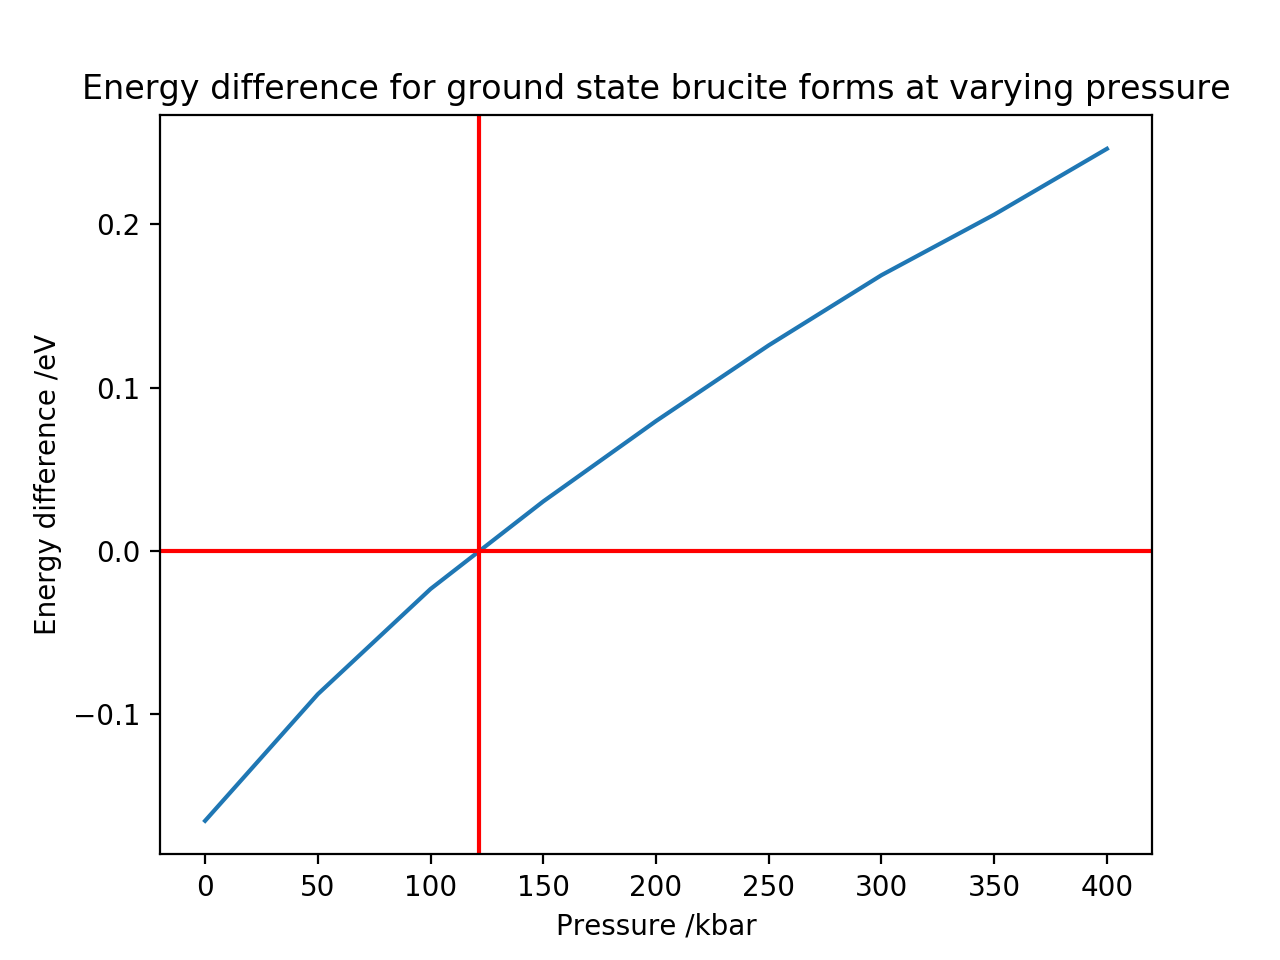 Energy difference for ground state brucite forms at varying pressure
Energy difference /eV
0.2
0.1
0.0
−0.1
0 50 100 150 200 250 300 350 400
Pressure /kbar